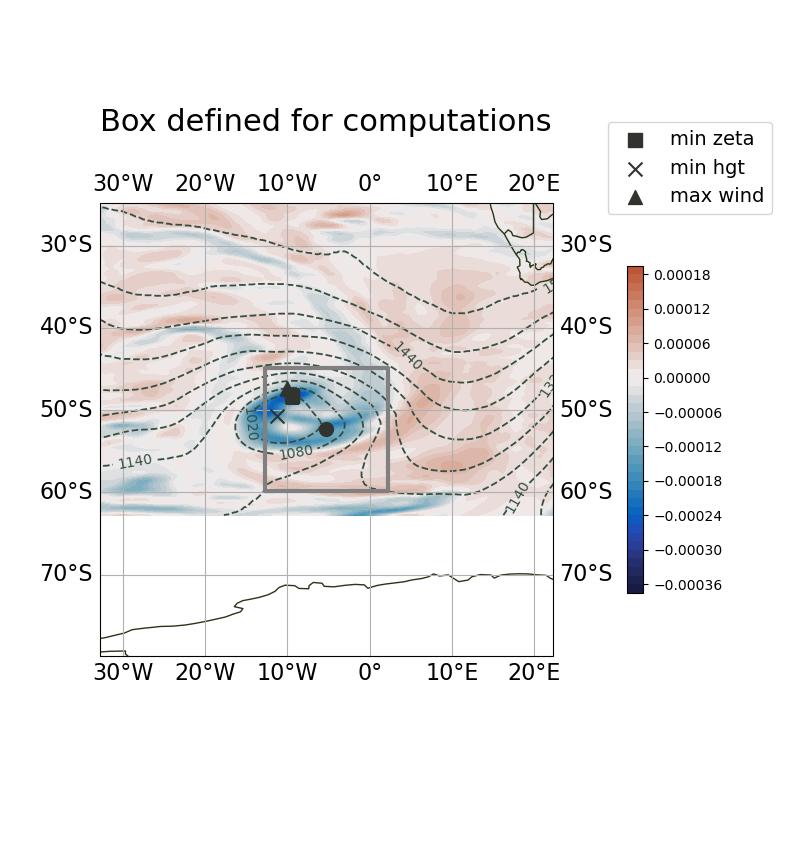 Box defined for computations
min zeta
min hgt
max wind
30°W 20°W 10°W 0° 10°E 20°E
30°S 30°S
40°S 40°S
50°S 50°S
60°S 60°S
70°S 70°S
30°W 20°W 10°W 0° 10°E 20°E
1440
1020
1080
1140
1140
0.00018
0.00012
0.00006
0.00000
−0.00006
−0.00012
−0.00018
−0.00024
−0.00030
−0.00036